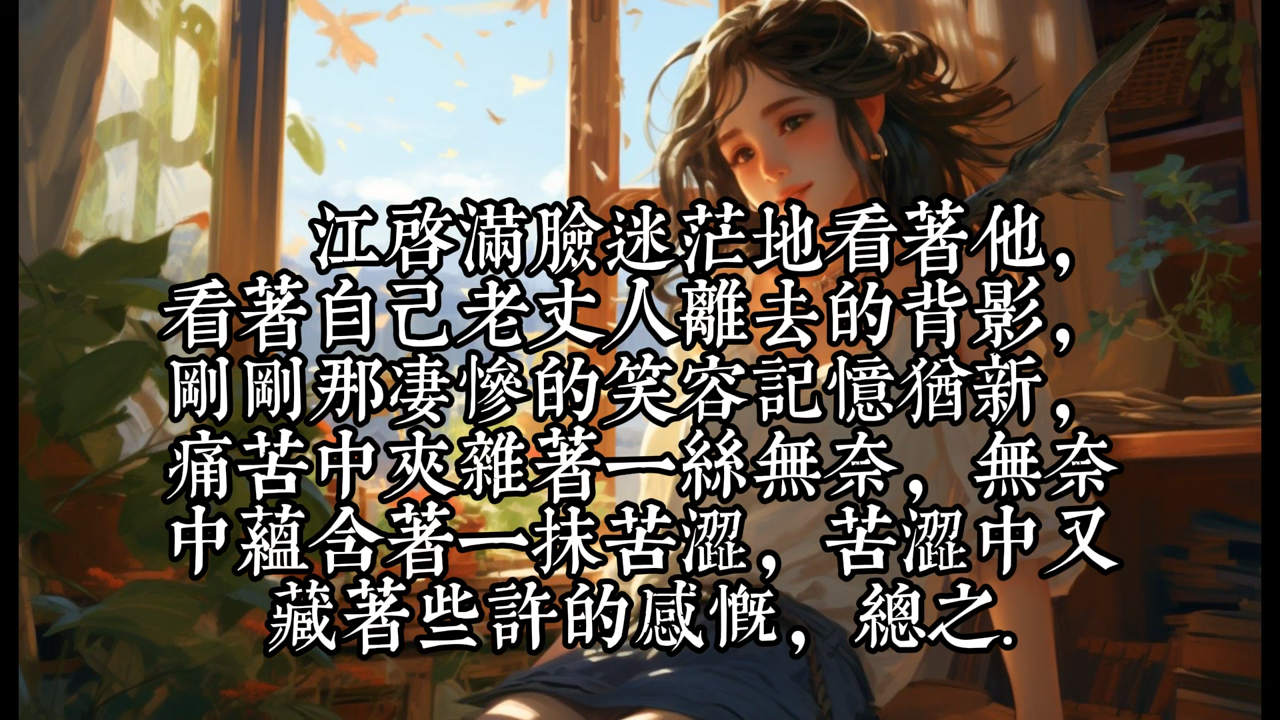 江啓滿臉迷茫地看著他，
看著自己老丈人離去的背影，
剛剛那凄慘的笑容記憶猶新，
痛苦中夾雜著一絲無奈，無奈
中蘊含著一抹苦澀，苦澀中又
藏著些許的感慨，總之.